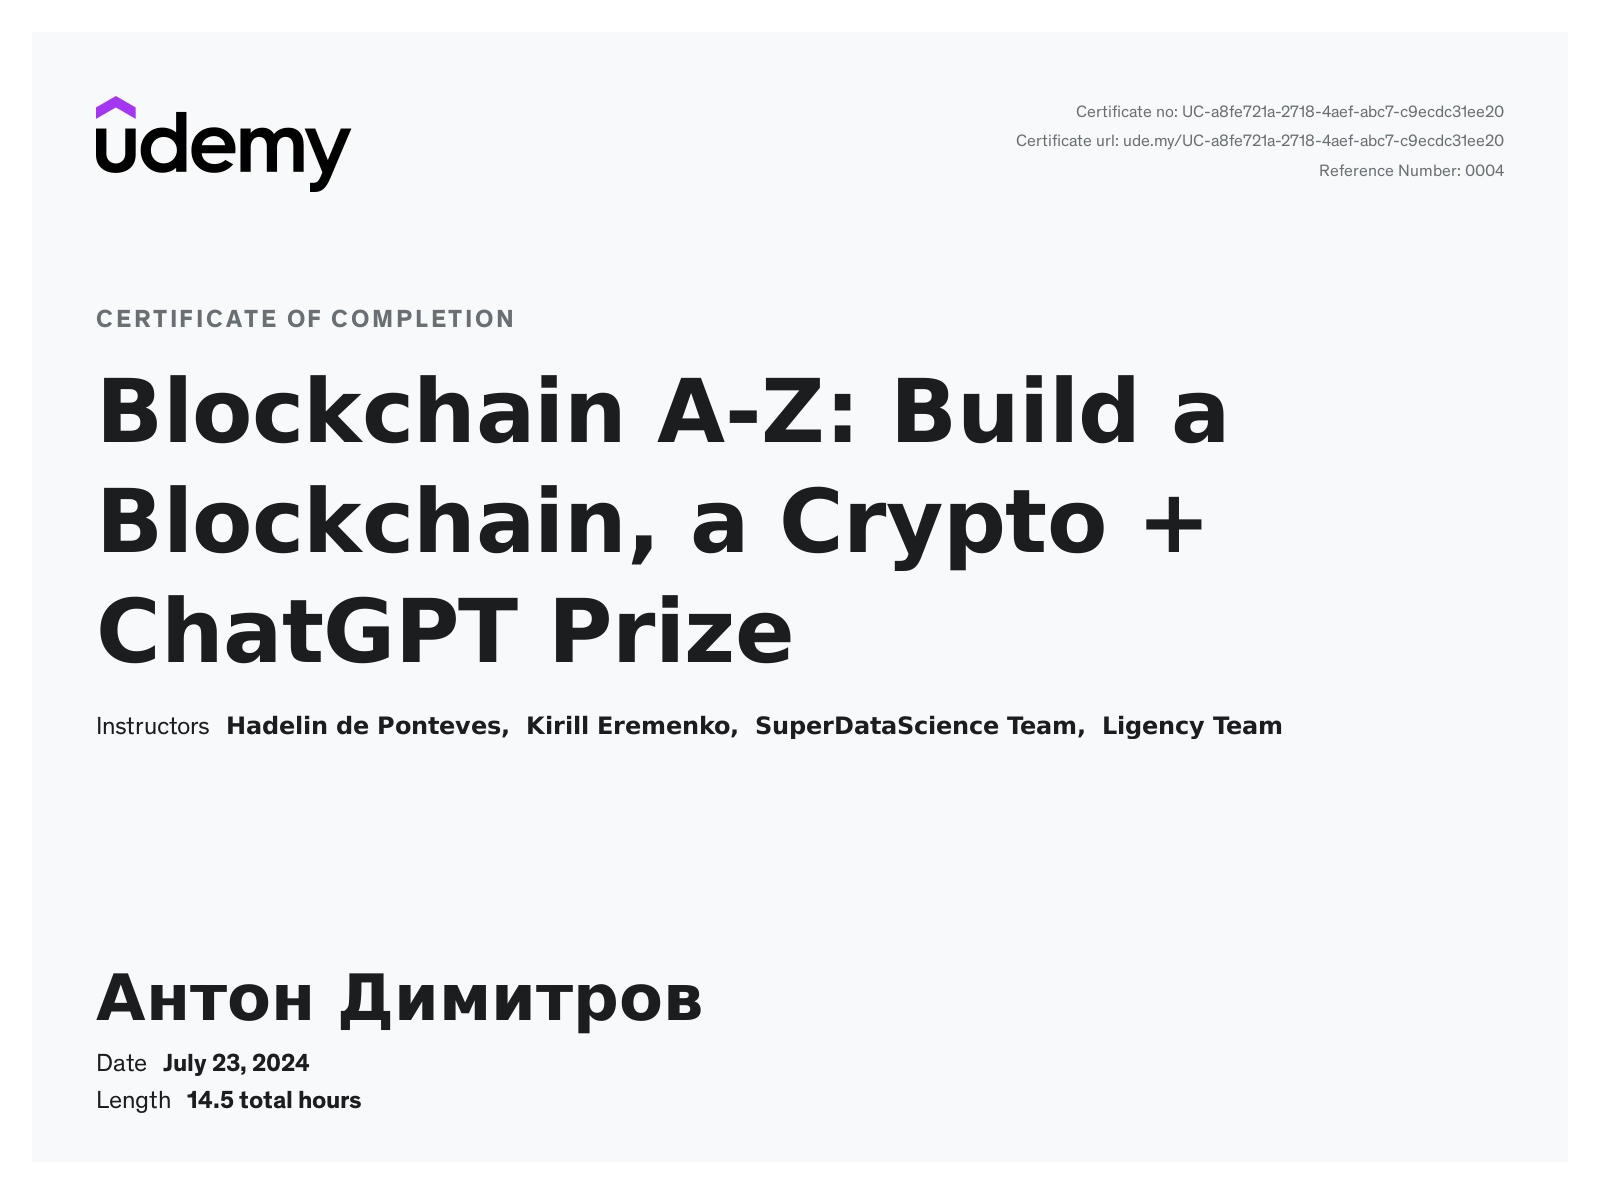 udemy
Certificate no: UC-a8fe721a-2718-4aef-abc7-c9ecdc31ee20
Certificate url: ude.my/UC-a8fe721a-2718-4aef-abc7-c9ecdc31ee20
Reference Number: 0004
CERTIFICATE OF COMPLETION
Blockchain A-Z: Build a
Blockchain, a Crypto +
ChatGPT Prize
Instructors Hadelin de Ponteves, Kirill Eremenko, SuperDataScience Team, Ligency Team
Антон Димитров
Date July 23, 2024
Length 14.5 total hours